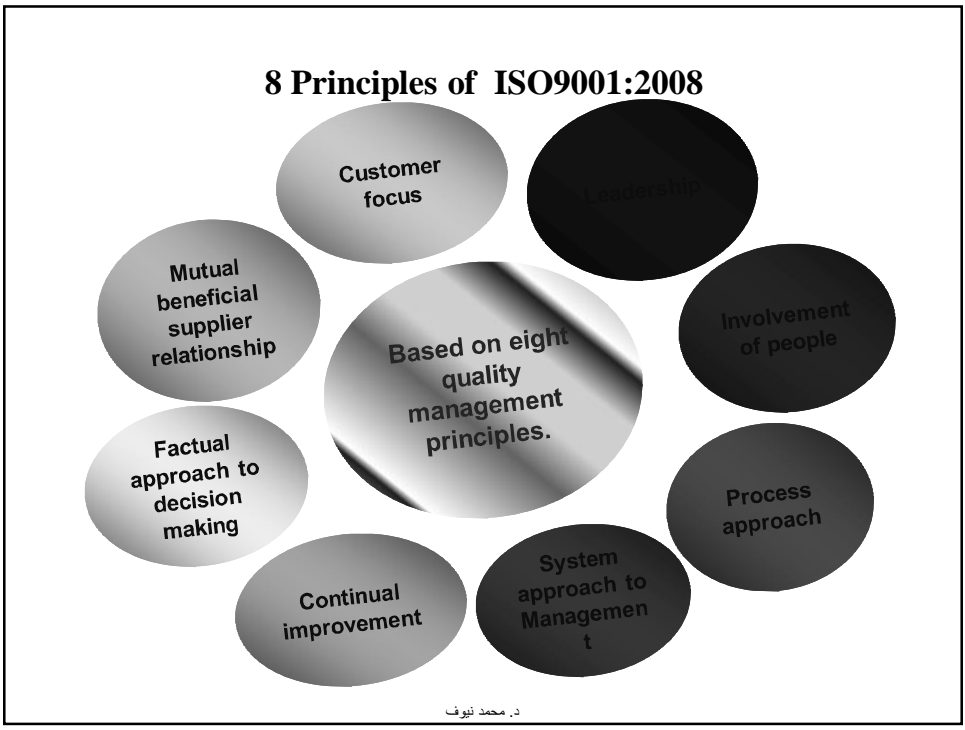 8 Principles of ISO9001:2008
Customer
focus
Leadership
Involvement
of people
Process
approach
System
approach to
Managemen
t
Continual
improvement
Factual
approach to
decision
making
Mutual
beneficial
supplier
relationship
Based on eight
quality
management
principles.
د. محمد نيوف